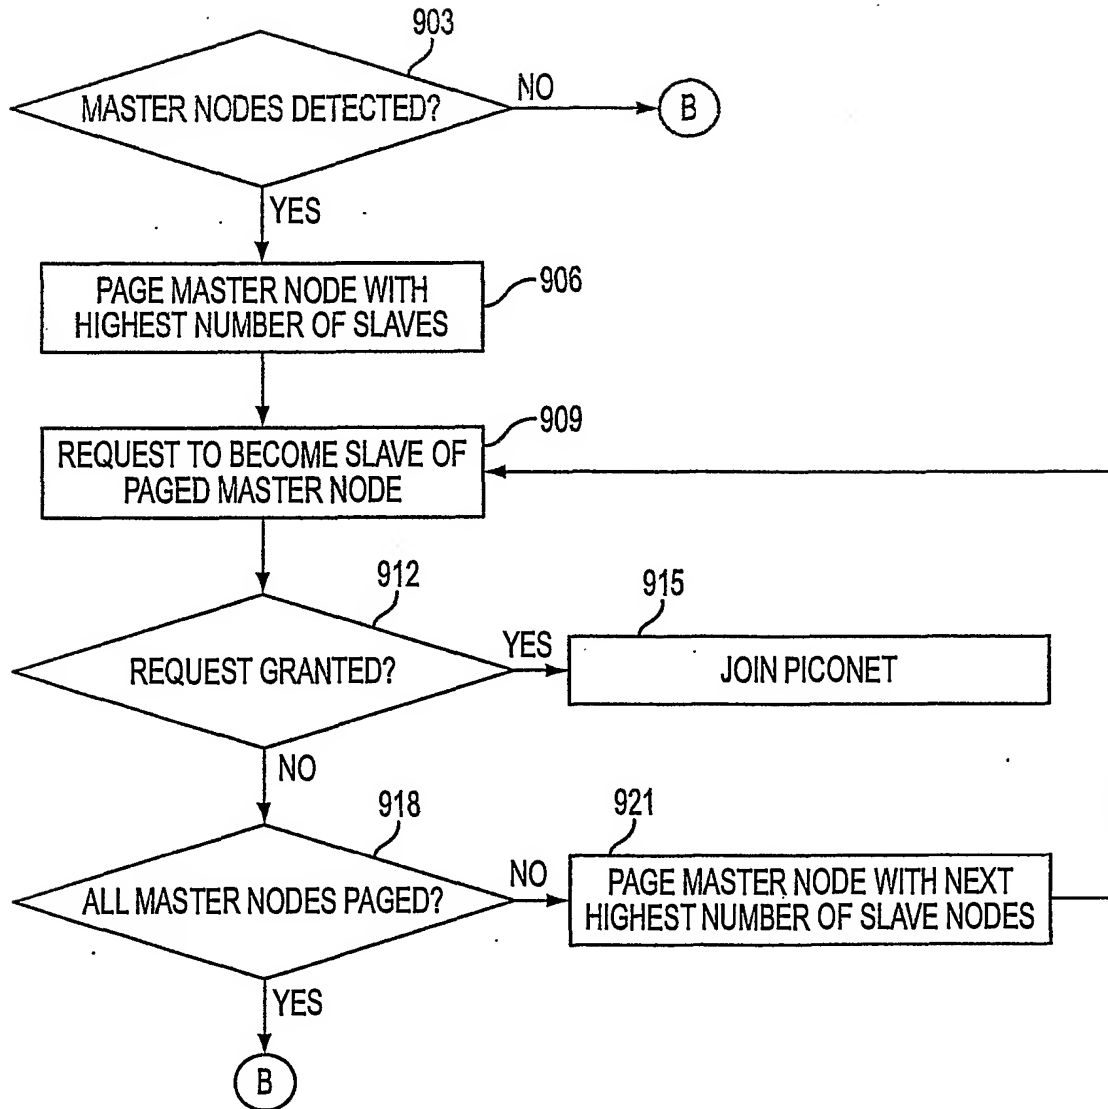 903
MASTER NODES DETECTED?
NO
B
YES
906
PAGE MASTER NODE WITH
HIGHEST NUMBER OF SLAVES
909
REQUEST TO BECOME SLAVE OF
PAGED MASTER NODE
912
REQUEST GRANTED?
YES
915
JOIN PICONET
NO
918
ALL MASTER NODES PAGED?
NO
921
PAGE MASTER NODE WITH NEXT
HIGHEST NUMBER OF SLAVE NODES
YES
B